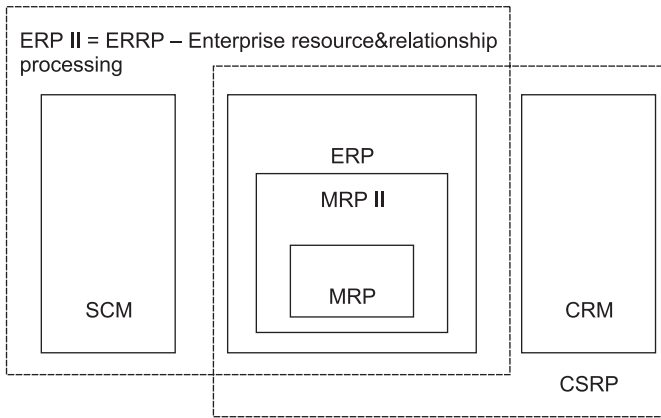 ERP II = ERRP – Enterprise resource&relationship
processing
ERP
MRP II
MRP
SCM
CRM
CSRP